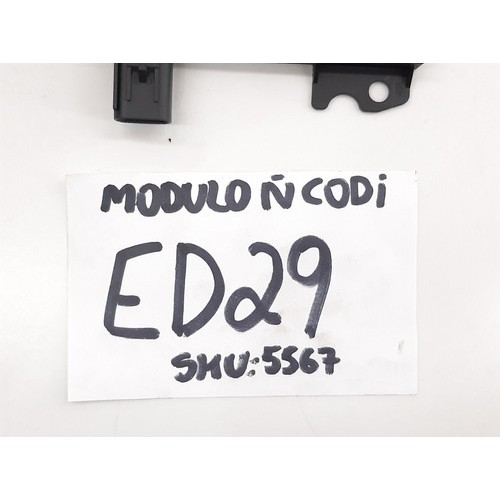 MODULO Ñ CODi
ED29
SKU: 5567